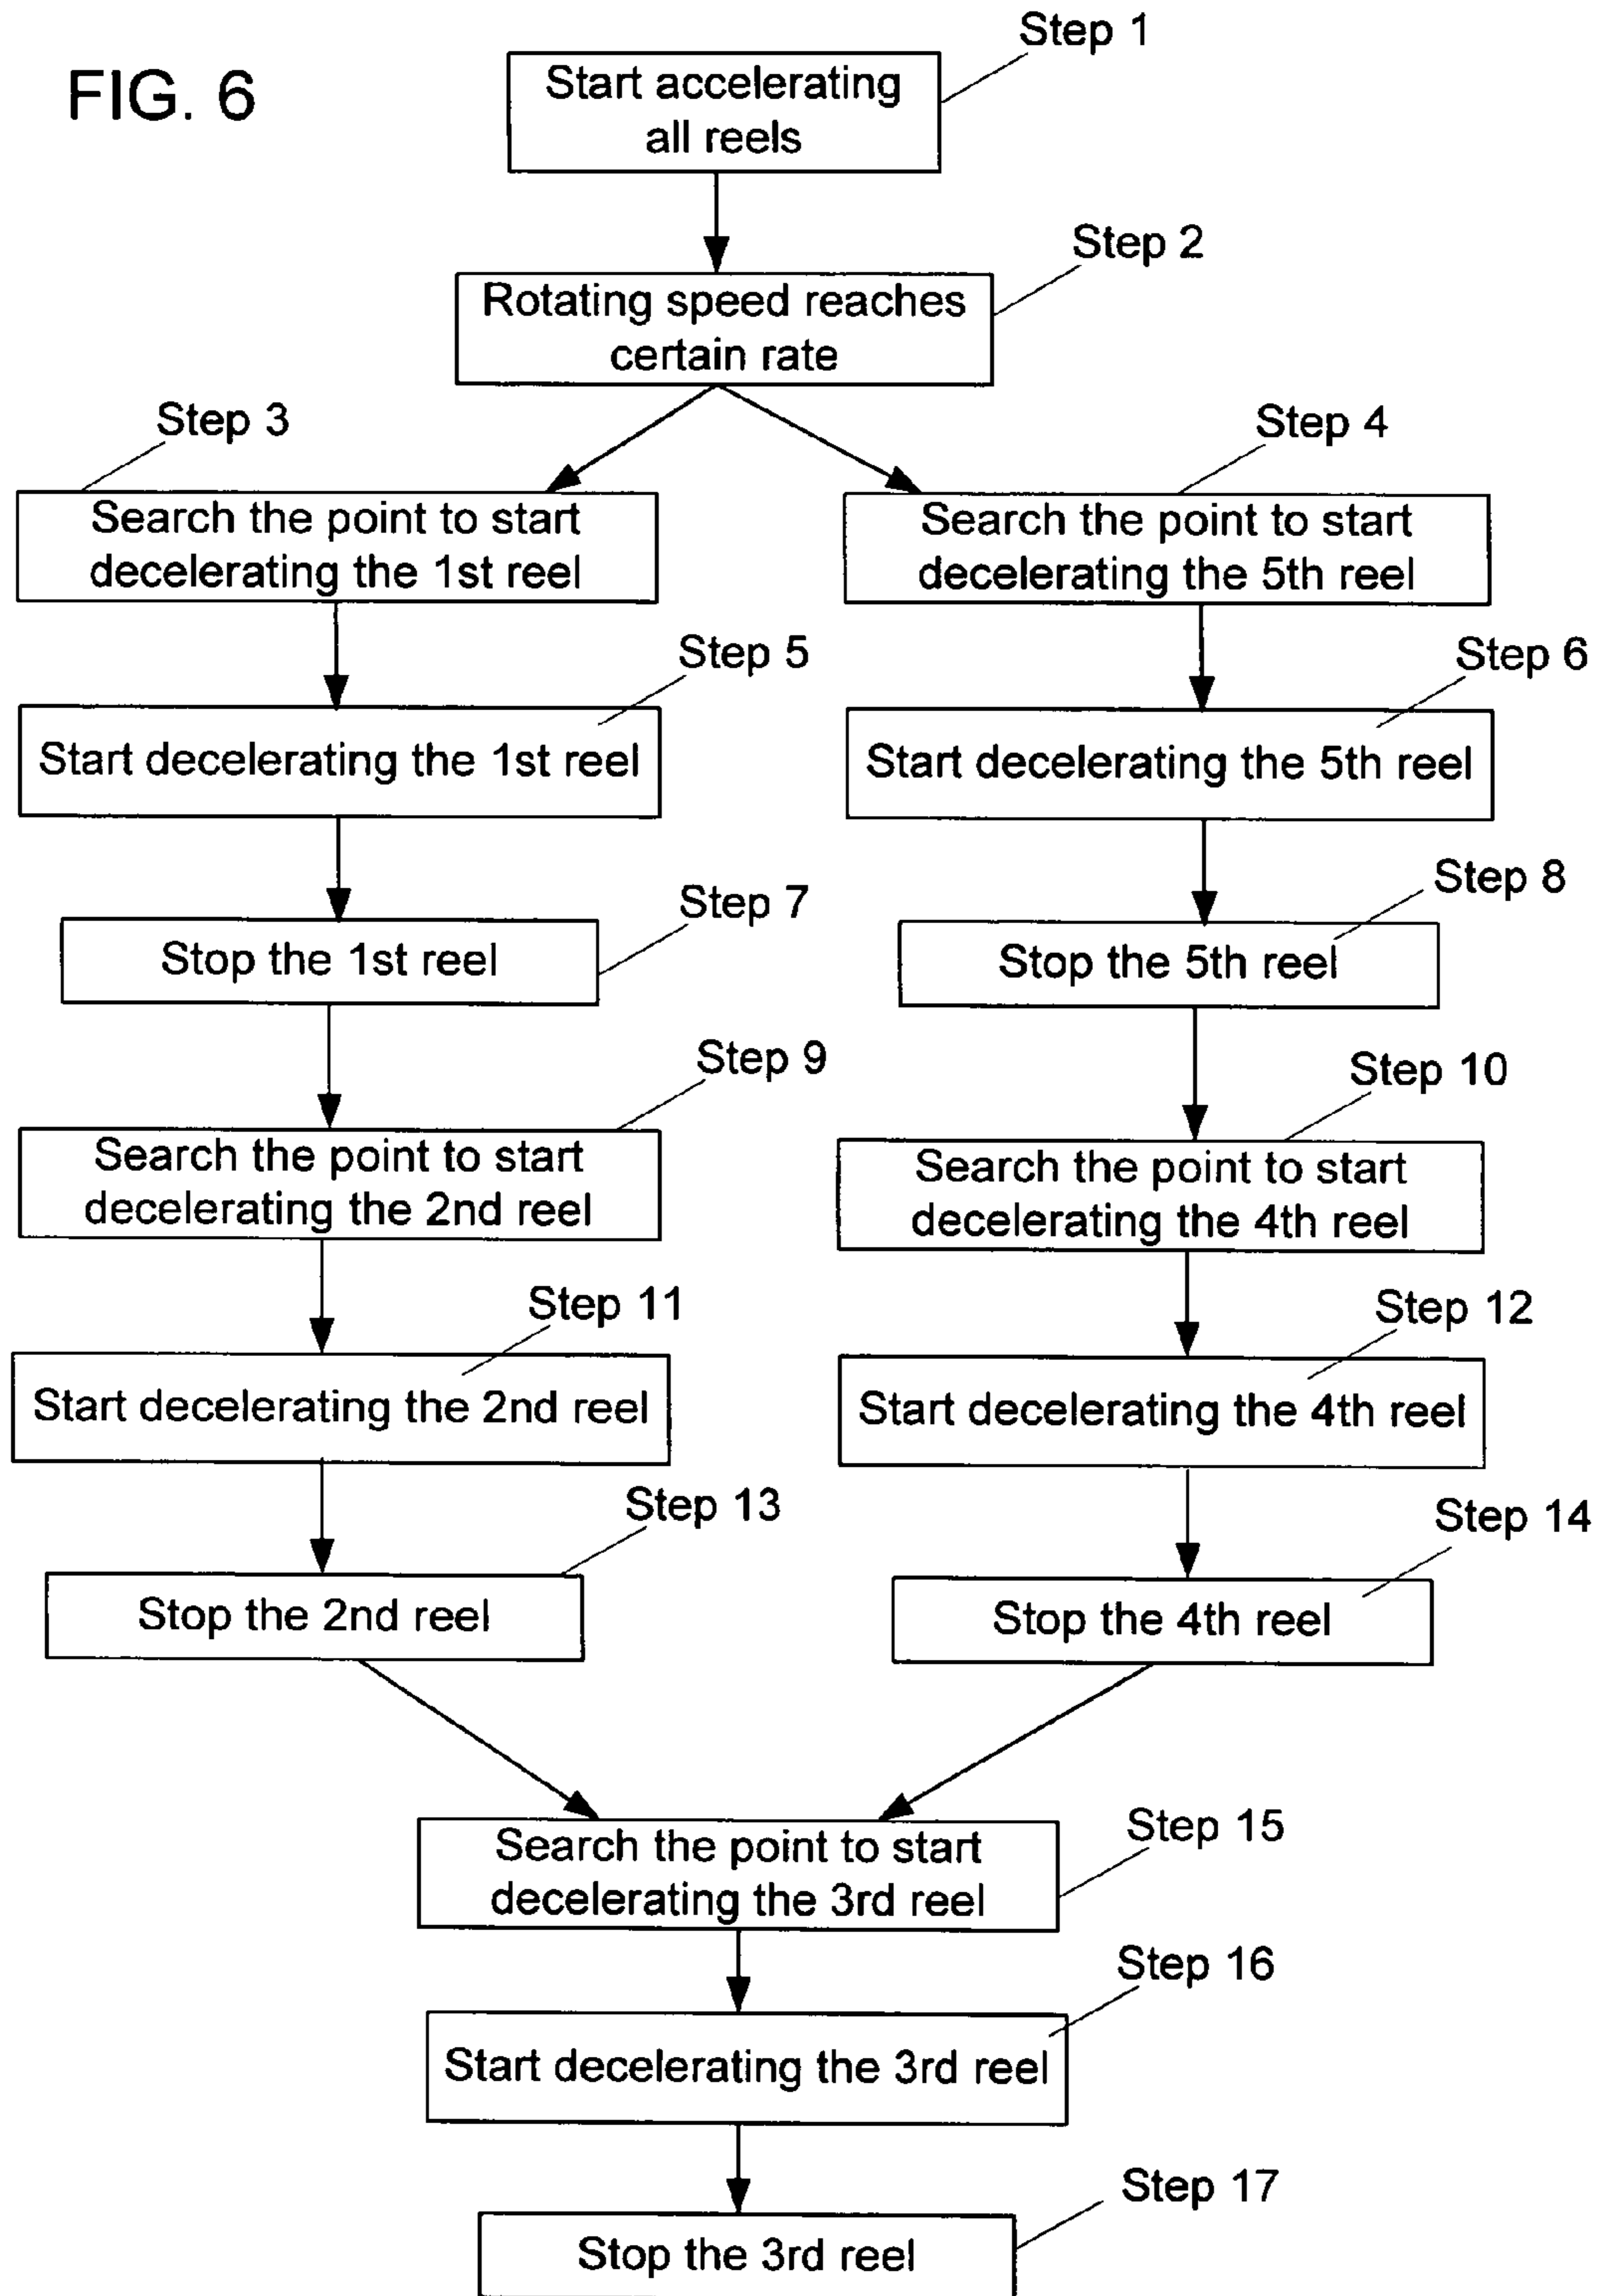 FIG. 6
Step 1
Start accelerating
all reels
Step 2
Rotating speed reaches
certain rate
Step 3
Search the point to start
decelerating the 1st reel
Step 4
Search the point to start
decelerating the 5th reel
Step 5
Start decelerating the 1st reel
Step 6
Start decelerating the 5th reel
Step 7
Stop the 1st reel
Step 8
Stop the 5th reel
Step 9
Search the point to start
decelerating the 2nd reel
Step 10
Search the point to start
decelerating the 4th reel
Step 11
Start decelerating the 2nd reel
Step 12
Start decelerating the 4th reel
Step 13
Stop the 2nd reel
Step 14
Stop the 4th reel
Step 15
Search the point to start
decelerating the 3rd reel
Step 16
Start decelerating the 3rd reel
Step 17
Stop the 3rd reel